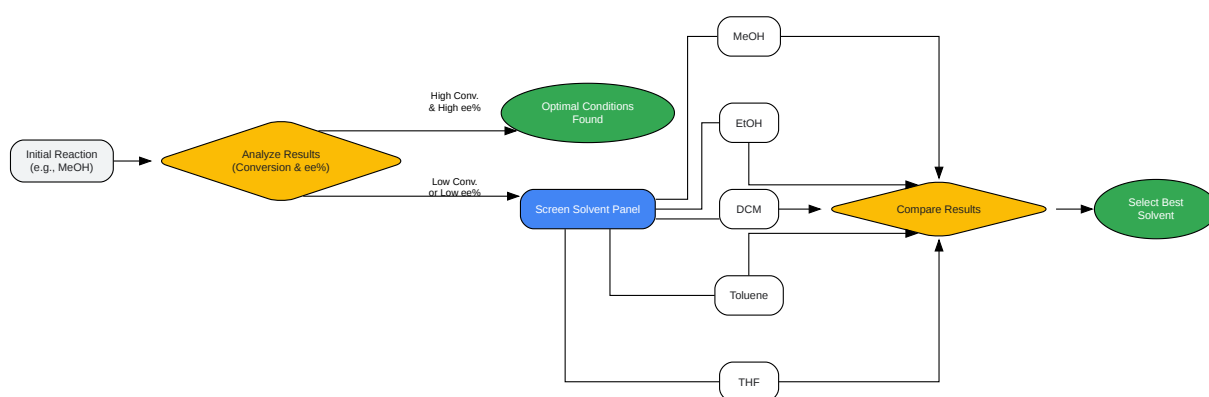 Initial Reaction
(e.g., MeOH)
Analyze Results
(Conversion & ee%)
High Conv.
& High ee%
Optimal Conditions
Found
Low Conv.
or Low ee%
Screen Solvent Panel
MeOH
EtOH
DCM
Toluene
THF
Compare Results
Select Best
Solvent